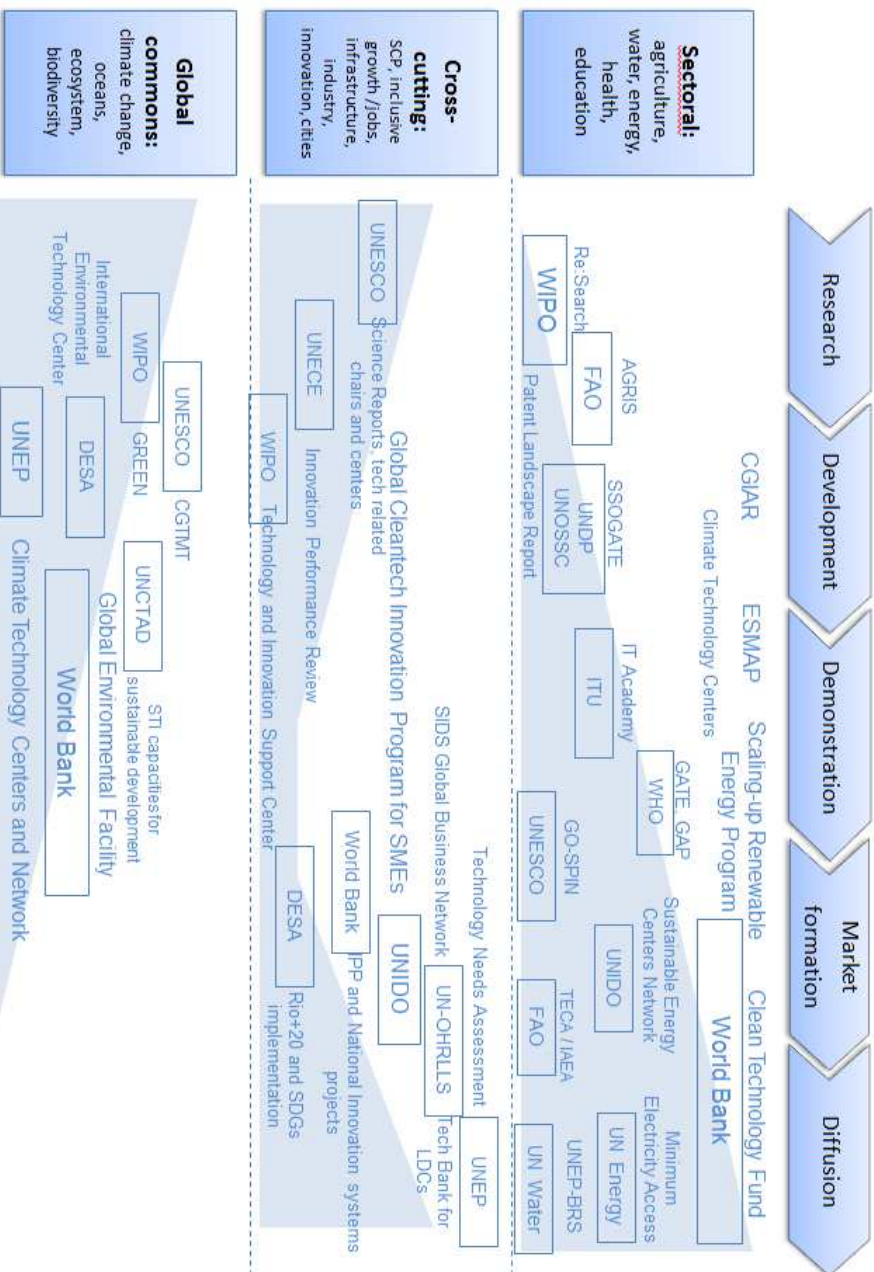 Research
Development
Demonstration
Market
formation
Diffusion
Sectoral:
agriculture,
water, energy,
health,
education
CGIAR
ESMAP
Scaling-up Renewable
Energy Program
Clean Technology Fund
Climate Technology Centers
World Bank
AGRIS
SSOGATE
IT Academy
GATE GAP
Sustainable Energy
Centers Network
Minimum
Electricity Access
Re:Search
FAO
UNDP
UNOSSC
ITU
WHO
UNIDO
UN Energy
WIPO
Patent Landscape Report
GO-SPIN
UNESCO
TECA / IAEA
FAO
UNEP-BRS
UN Water
Cross-
cutting:
SCP, inclusive
growth /jobs,
infrastructure,
industry,
innovation, cities
Technology Needs Assessment
UNEP
SIDS Global Business Network
UN-OHRLLS
Tech Bank for
LDCs
Global Cleantech Innovation Program for SMEs
UNIDO
UNESCO
Science Reports, tech related
chairs and centers
World Bank
IPP and National Innovation systems
projects
UNECE
Innovation Performance Review
DESA
Rio+20 and SDGs
implementation
WIPO
Technology and Innovation Support Center
Global
commons:
climate change,
oceans,
ecosystem,
biodiversity
UNESCO
CGTMT
WIPO
GREEN
UNCTAD
STI capacities for
sustainable development
International
Environmental
Technology Center
DESA
Global Environmental Facility
World Bank
UNEP
Climate Technology Centers and Network